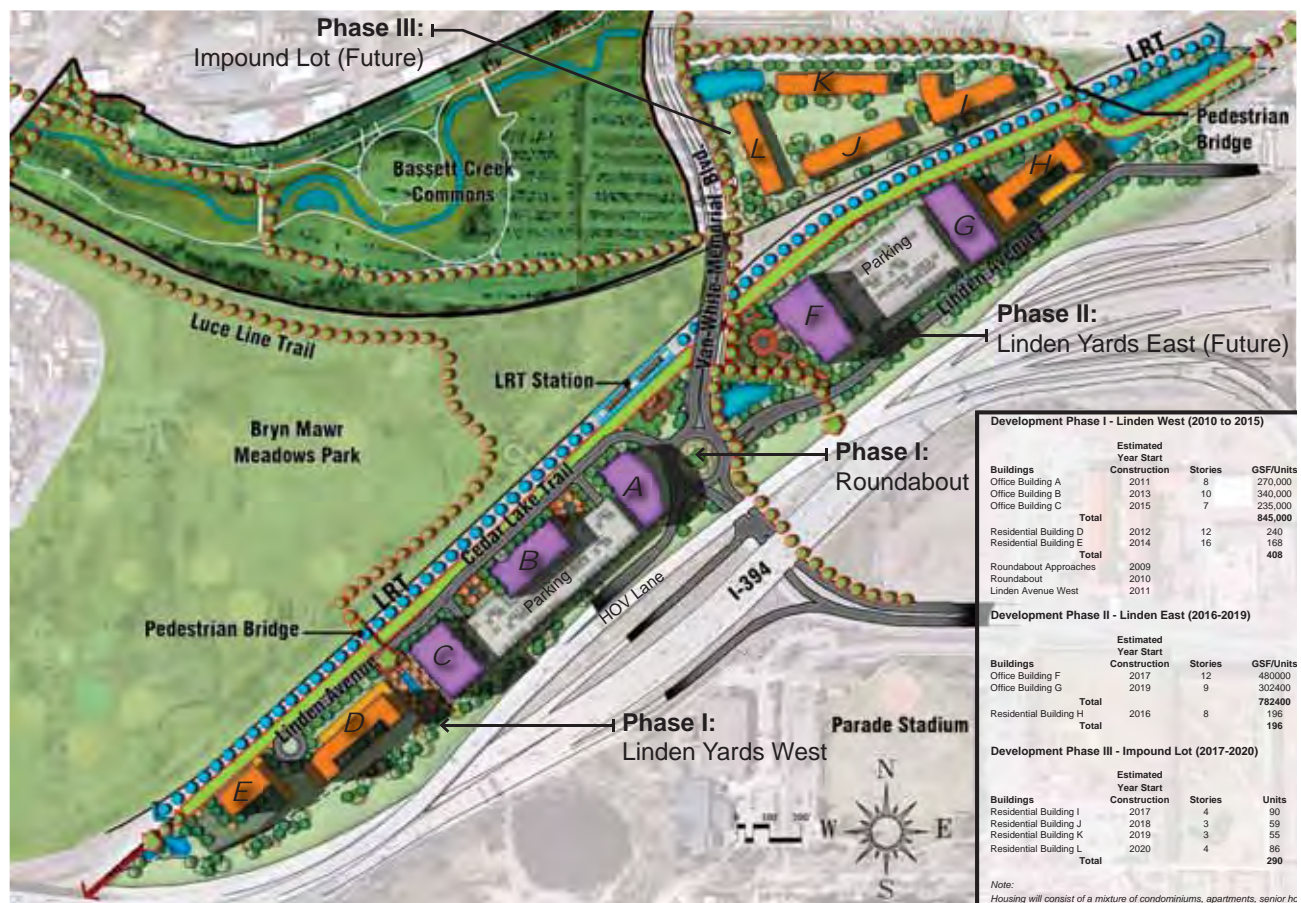 Phase III:
Impound Lot (Future)
LRT
Pedestrian
Bridge
K
I
L
J
H
Bassett Creek
Commons
Van White Memorial Blvd.
G
Parking
Linden Avenue
F
Luce Line Trail
Phase II:
Linden Yards East (Future)
LRT Station
Bryn Mawr
Meadows Park
Phase I:
Roundabout
A
Cedar Lake Trail
B
Parking
HOV Lane
I-394
LRT
Pedestrian Bridge
C
Linden Avenue
D
E
Phase I:
Linden Yards West
Parade Stadium
N
W
E
S
0 100 200
Development Phase I - Linden West (2010 to 2015)
Estimated
Year Start
Buildings Construction Stories GSF/Units
Office Building A 2011 8 270,000
Office Building B 2013 10 340,000
Office Building C 2015 7 235,000
Total 845,000
Residential Building D 2012 12 240
Residential Building E 2014 16 168
Total 408
Roundabout Approaches 2009
Roundabout 2010
Linden Avenue West 2011
Development Phase II - Linden East (2016-2019)
Estimated
Year Start
Buildings Construction Stories GSF/Units
Office Building F 2017 12 480000
Office Building G 2019 9 302400
Total 782400
Residential Building H 2016 8 196
Total 196
Development Phase III - Impound Lot (2017-2020)
Estimated
Year Start
Buildings Construction Stories Units
Residential Building I 2017 4 90
Residential Building J 2018 3 59
Residential Building K 2019 3 55
Residential Building L 2020 4 86
Total 290
Note:
Housing will consist of a mixture of condominiums, apartments, senior ho